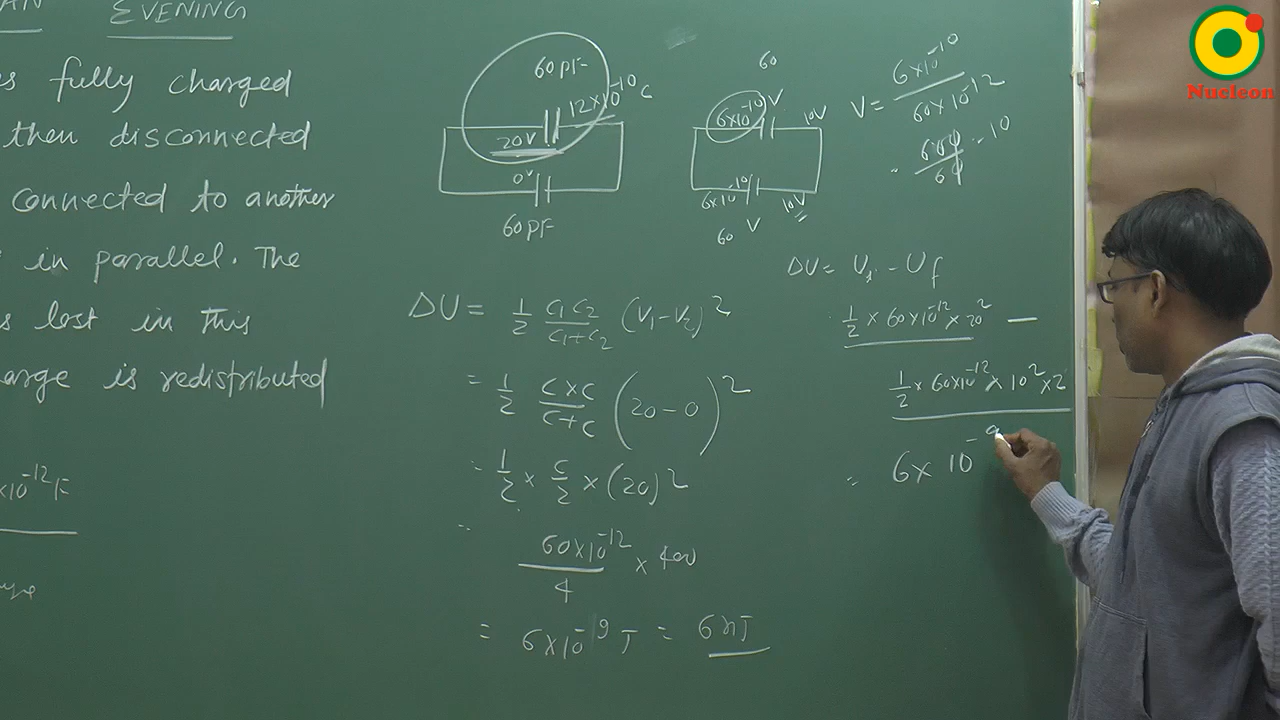 EVENING
fully charged
then disconnected
connected to another
in parallel. The
lost in this
is redistributed
×10⁻¹²F
60 pF
12×10⁻¹⁰ C
20V
0V
60 pF
60
6×10⁻¹⁰ V 10V
6×10⁻¹⁰ 10V
60 V
V = 6×10⁻¹⁰ / 60×10⁻¹²
= 600 / 60 = 10
ΔU = 1/2 C₁C₂/(C₁+C₂) (V₁–V₂)²
= 1/2 C×C/(C+C) (20–0)²
= 1/2 × C/2 × (20)²
= 60×10⁻¹²/4 × 400
= 6×10⁻⁹ J = 6nJ
ΔU = Uᵢ – U_f
1/2 × 60×10⁻¹² × 20² –
1/2 × 60×10⁻¹² × 10² × 2
= 6× 10⁻⁹
Nucleon